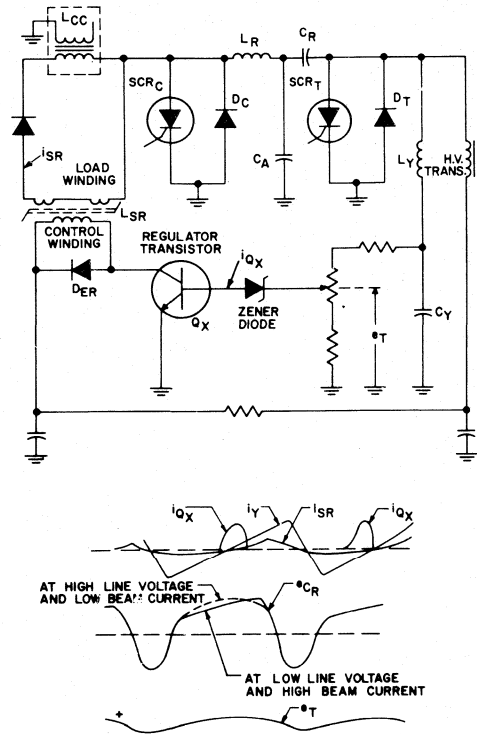 LCC
LR
CR
SCRC
DC
SCRT
DT
iSR
LOAD
WINDING
CA
LY
H.V.
TRANS.
LSR
CONTROL
WINDING
REGULATOR
TRANSISTOR
iQX
DER
QX
ZENER
DIODE
eT
CY
iQX
iY
iSR
iQX
AT HIGH LINE VOLTAGE
AND LOW BEAM CURRENT
eCR
AT LOW LINE VOLTAGE
AND HIGH BEAM CURRENT
+
eT